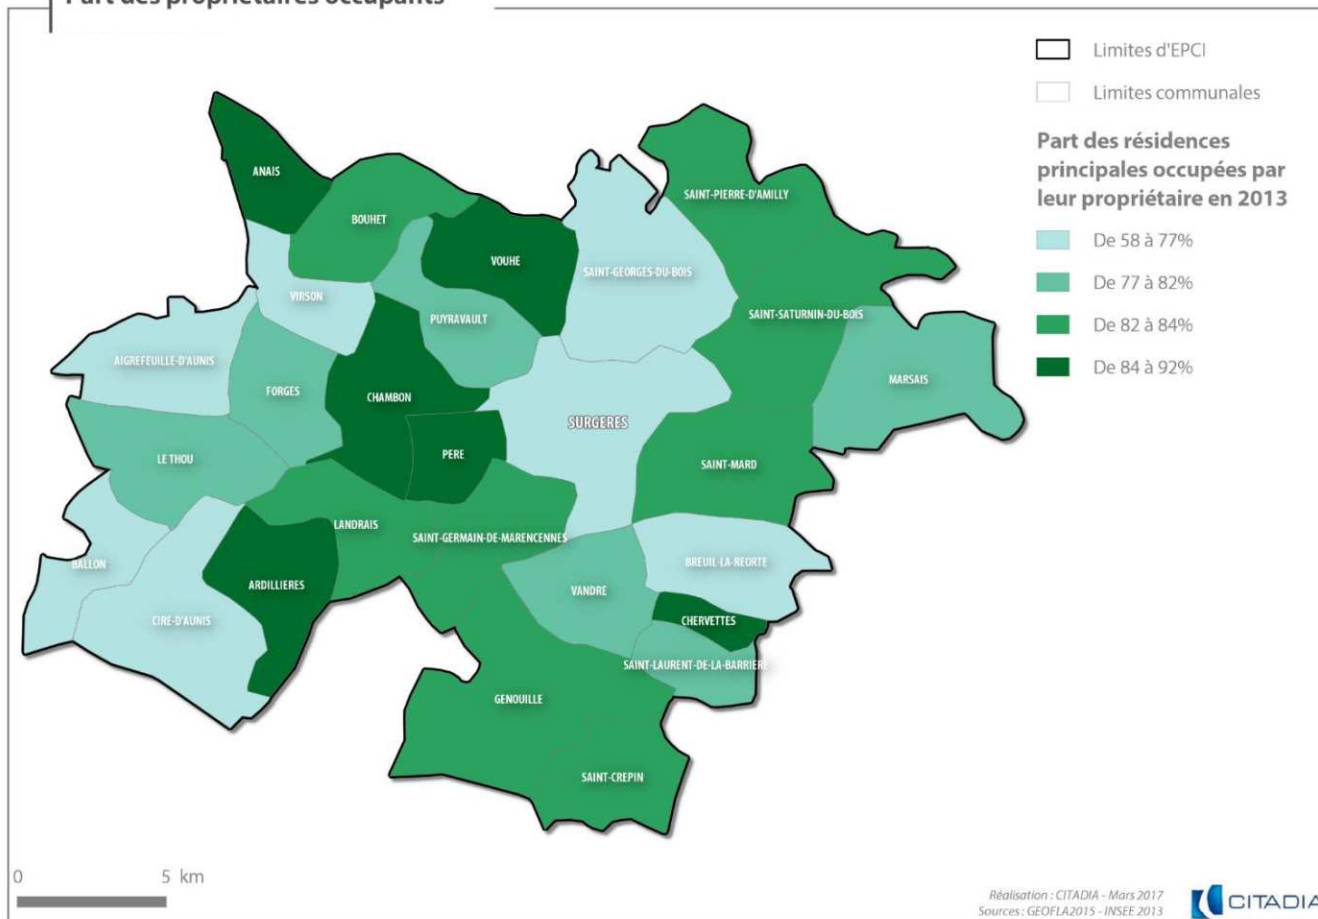 Part des propriétaires occupants
Limites d'EPCI
Limites communales
Part des résidences
principales occupées par
leur propriétaire en 2013
De 58 à 77%
De 77 à 82%
De 82 à 84%
De 84 à 92%
ANAIS
SAINT-PIERRE-D'AMILLY
BOUHET
VOUHE
SAINT-GEORGES-DU-BOIS
VIRSON
PUYRAVAULT
SAINT-SATURNIN-DU-BOIS
AIGREFEUILLE-D'AUNIS
MARSAIS
FORGES
CHAMBON
SURGERES
LE THOU
PERE
SAINT-MARD
LANDRAIS
SAINT-GERMAIN-DE-MARENCENNES
BALLON
ARDILLIERES
VANDRE
BREUIL-LA-REORTE
CIRE-D'AUNIS
CHERVETTES
SAINT-LAURENT-DE-LA-BARRIERE
GENOUILLE
SAINT-CREPIN
0 5 km
Réalisation : CITADIA - Mars 2017
Sources : GEOFLA2015 - INSEE 2013
CITADIA